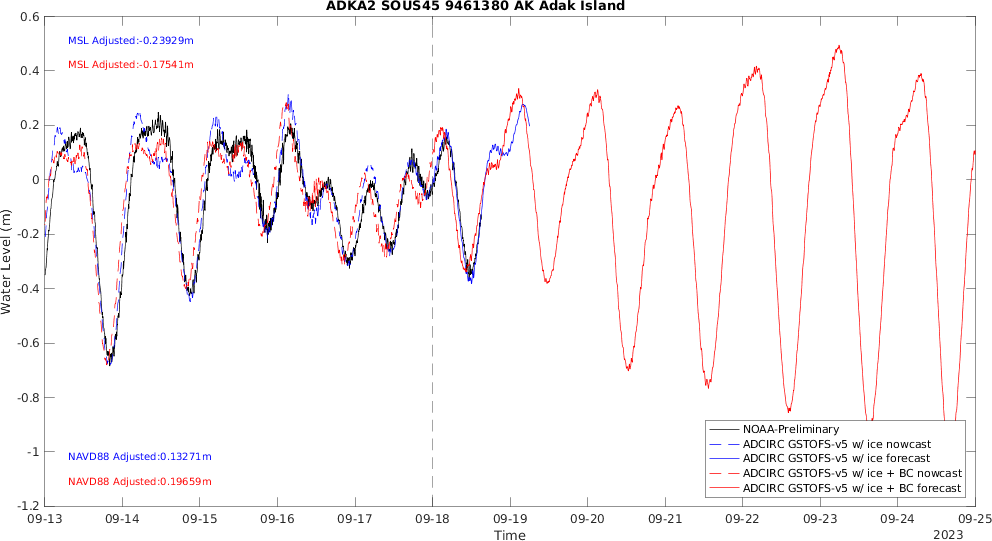 ADKA2 SOUS45 9461380 AK Adak Island
0.6
0.4
0.2
0
-0.2
-0.4
-0.6
-0.8
-1
-1.2
Water Level (m)
MSL Adjusted:-0.23929m
MSL Adjusted:-0.17541m
NAVD88 Adjusted:0.13271m
NAVD88 Adjusted:0.19659m
NOAA-Preliminary
ADCIRC GSTOFS-v5 w/ ice nowcast
ADCIRC GSTOFS-v5 w/ ice forecast
ADCIRC GSTOFS-v5 w/ ice + BC nowcast
ADCIRC GSTOFS-v5 w/ ice + BC forecast
09-13 09-14 09-15 09-16 09-17 09-18 09-19 09-20 09-21 09-22 09-23 09-24 09-25
Time
2023